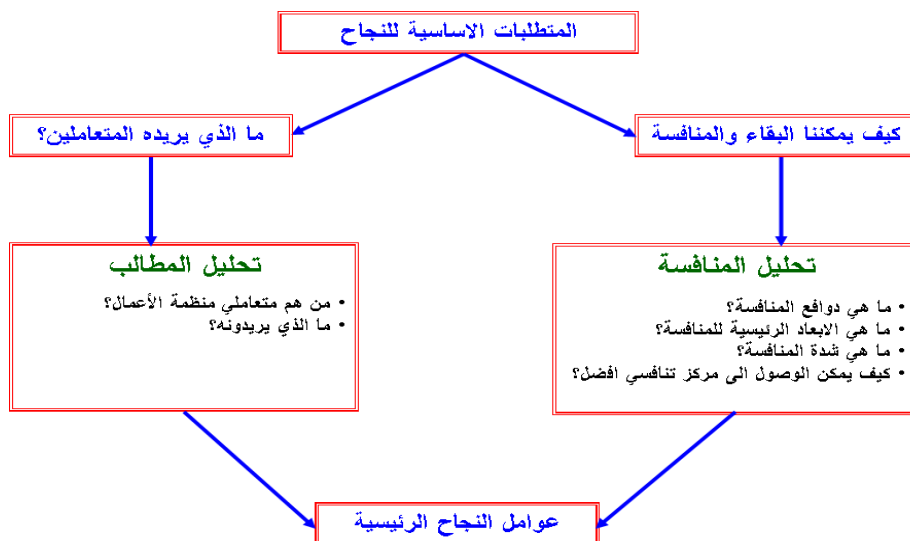 المتطلبات الاساسية للنجاح
كيف يمكننا البقاء والمنافسة
ما الذي يريده المتعاملين؟
تحليل المنافسة
• ما هي دوافع المنافسة؟
• ما هي الابعاد الرئيسية للمنافسة؟
• ما هي شدة المنافسة؟
• كيف يمكن الوصول الى مركز تنافسي افضل؟
تحليل المطالب
• من هم متعاملي منظمة الأعمال؟
• ما الذي يريدونه؟
عوامل النجاح الرئيسية